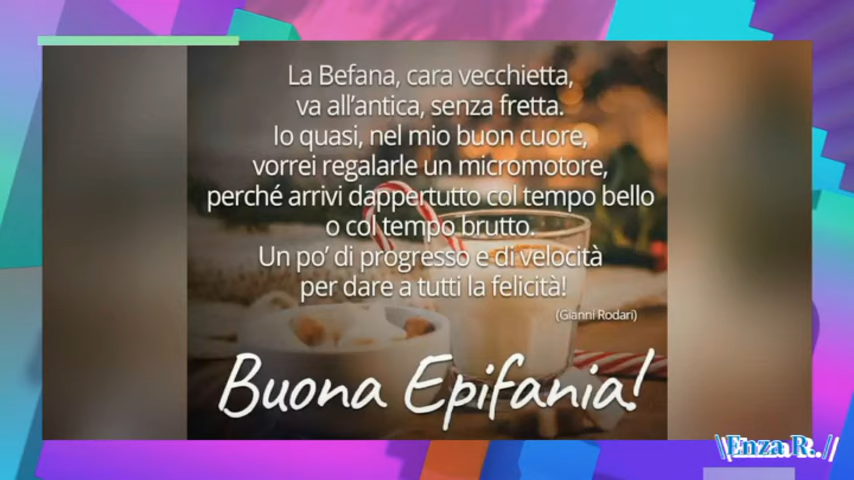 La Befana, cara vecchietta,
va all'antica, senza fretta.
Io quasi, nel mio buon cuore,
vorrei regalarle un micromotore,
perché arrivi dappertutto col tempo bello
o col tempo brutto.
Un po' di progresso e di velocità
per dare a tutti la felicità!
(Gianni Rodari)
Buona Epifania!
\\Enza R.//